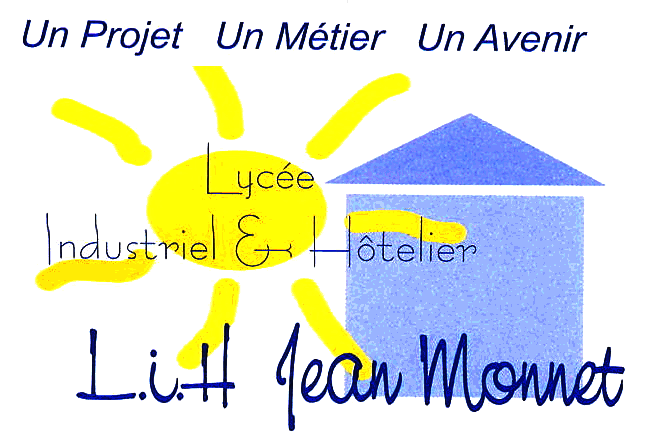 Un Projet Un Métier Un Avenir
Lycée
Industriel & Hôtelier
L.i.H Jean Monnet